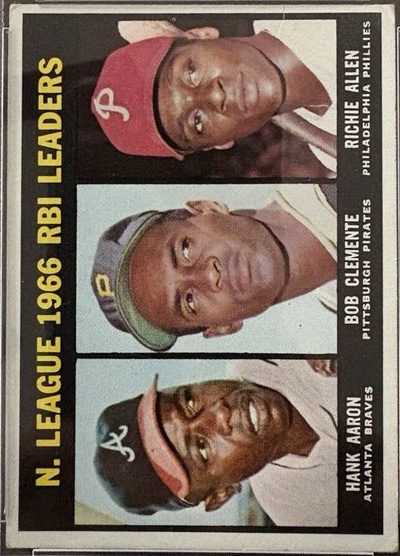 N. LEAGUE 1966 RBI LEADERS
P
P
A
HANK AARON
ATLANTA BRAVES
BOB CLEMENTE
PITTSBURGH PIRATES
RICHIE ALLEN
PHILADELPHIA PHILLIES